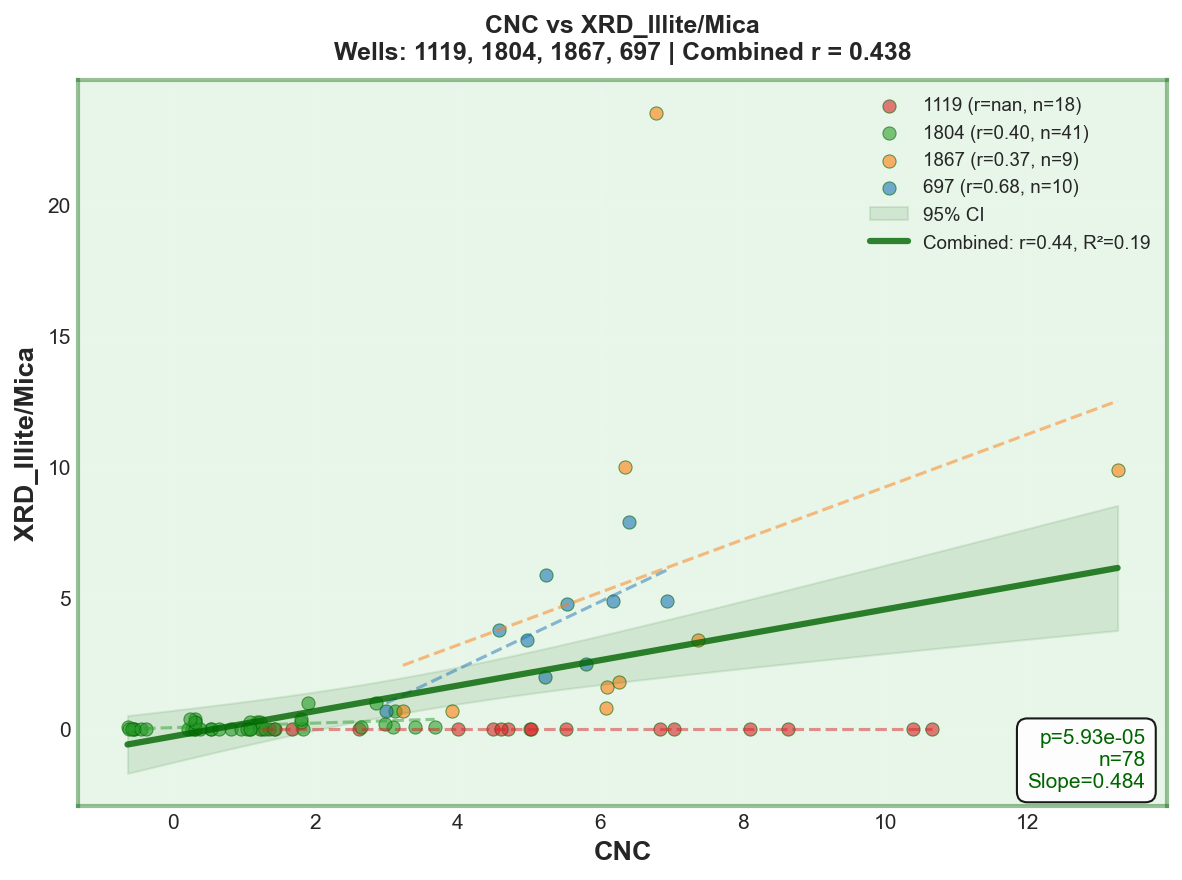 CNC vs XRD_Illite/Mica
Wells: 1119, 1804, 1867, 697 | Combined r = 0.438
1119 (r=nan, n=18)
1804 (r=0.40, n=41)
1867 (r=0.37, n=9)
697 (r=0.68, n=10)
95% CI
Combined: r=0.44, R²=0.19
XRD_Illite/Mica
20
15
10
5
0
p=5.93e-05
n=78
Slope=0.484
0 2 4 6 8 10 12
CNC